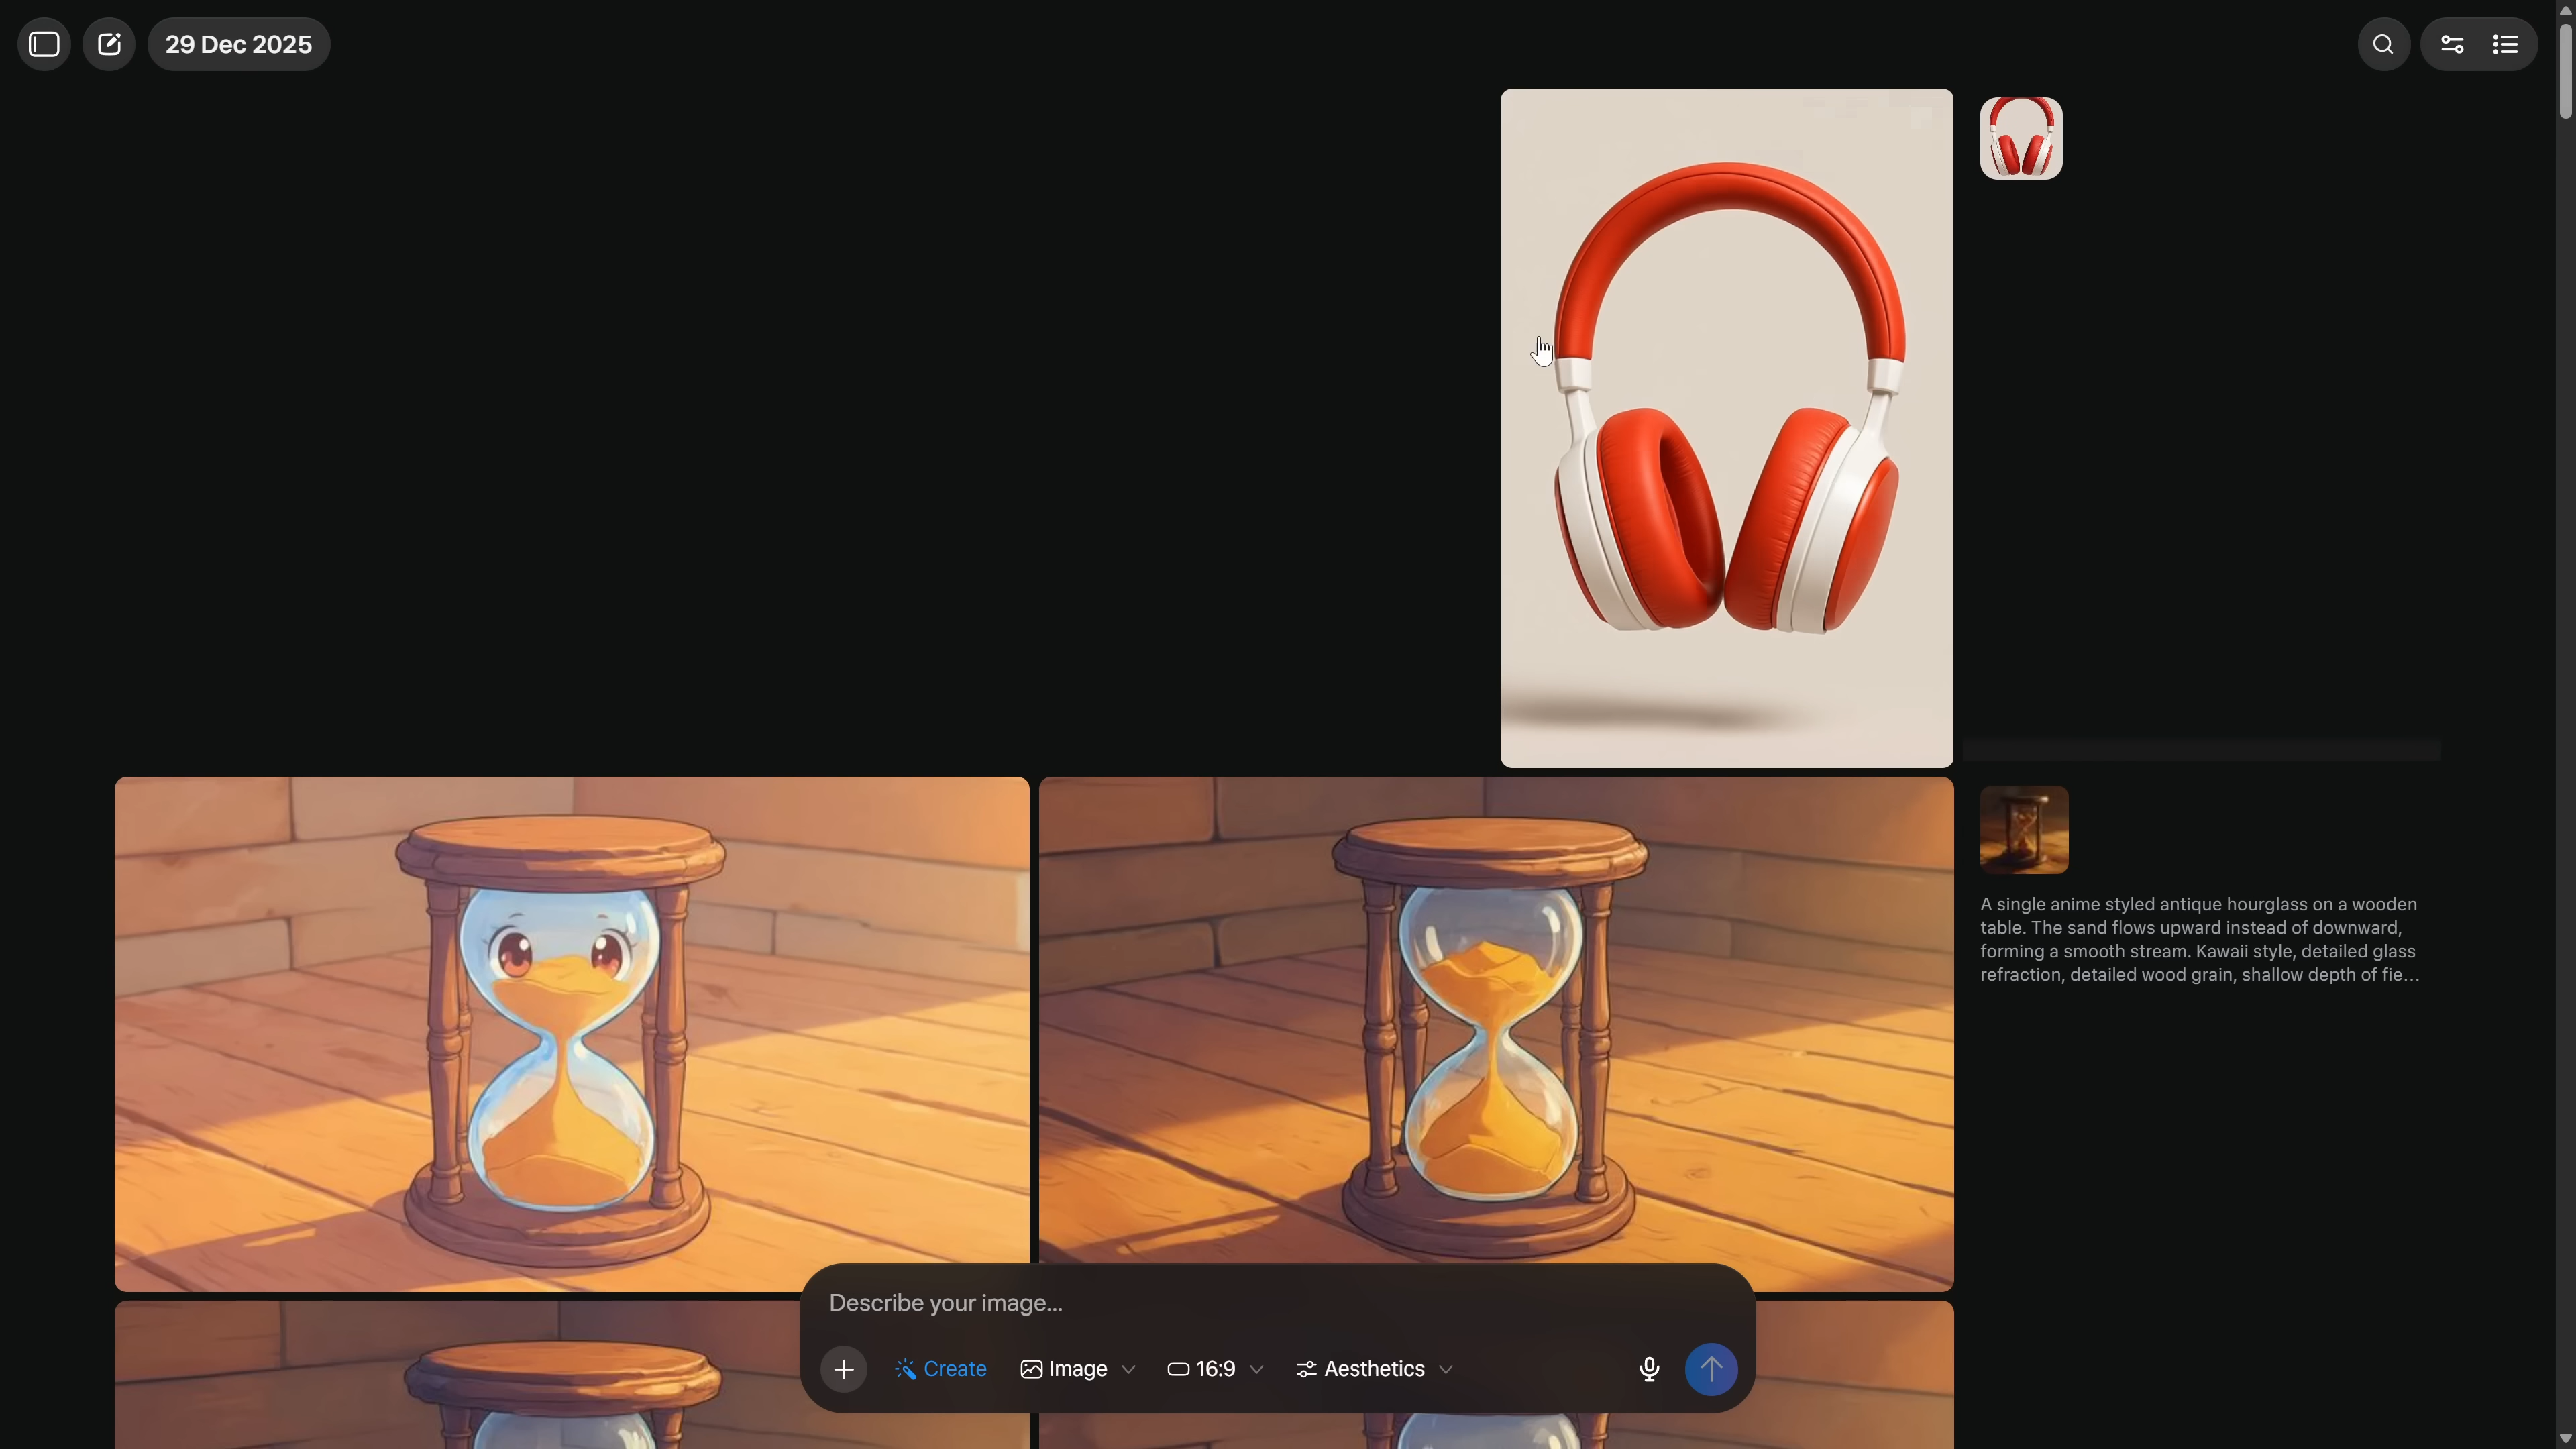 29 Dec 2025
A single anime styled antique hourglass on a wooden
table. The sand flows upward instead of downward,
forming a smooth stream. Kawaii style, detailed glass
refraction, detailed wood grain, shallow depth of fie...
Describe your image...
Create
Image
16:9
Aesthetics